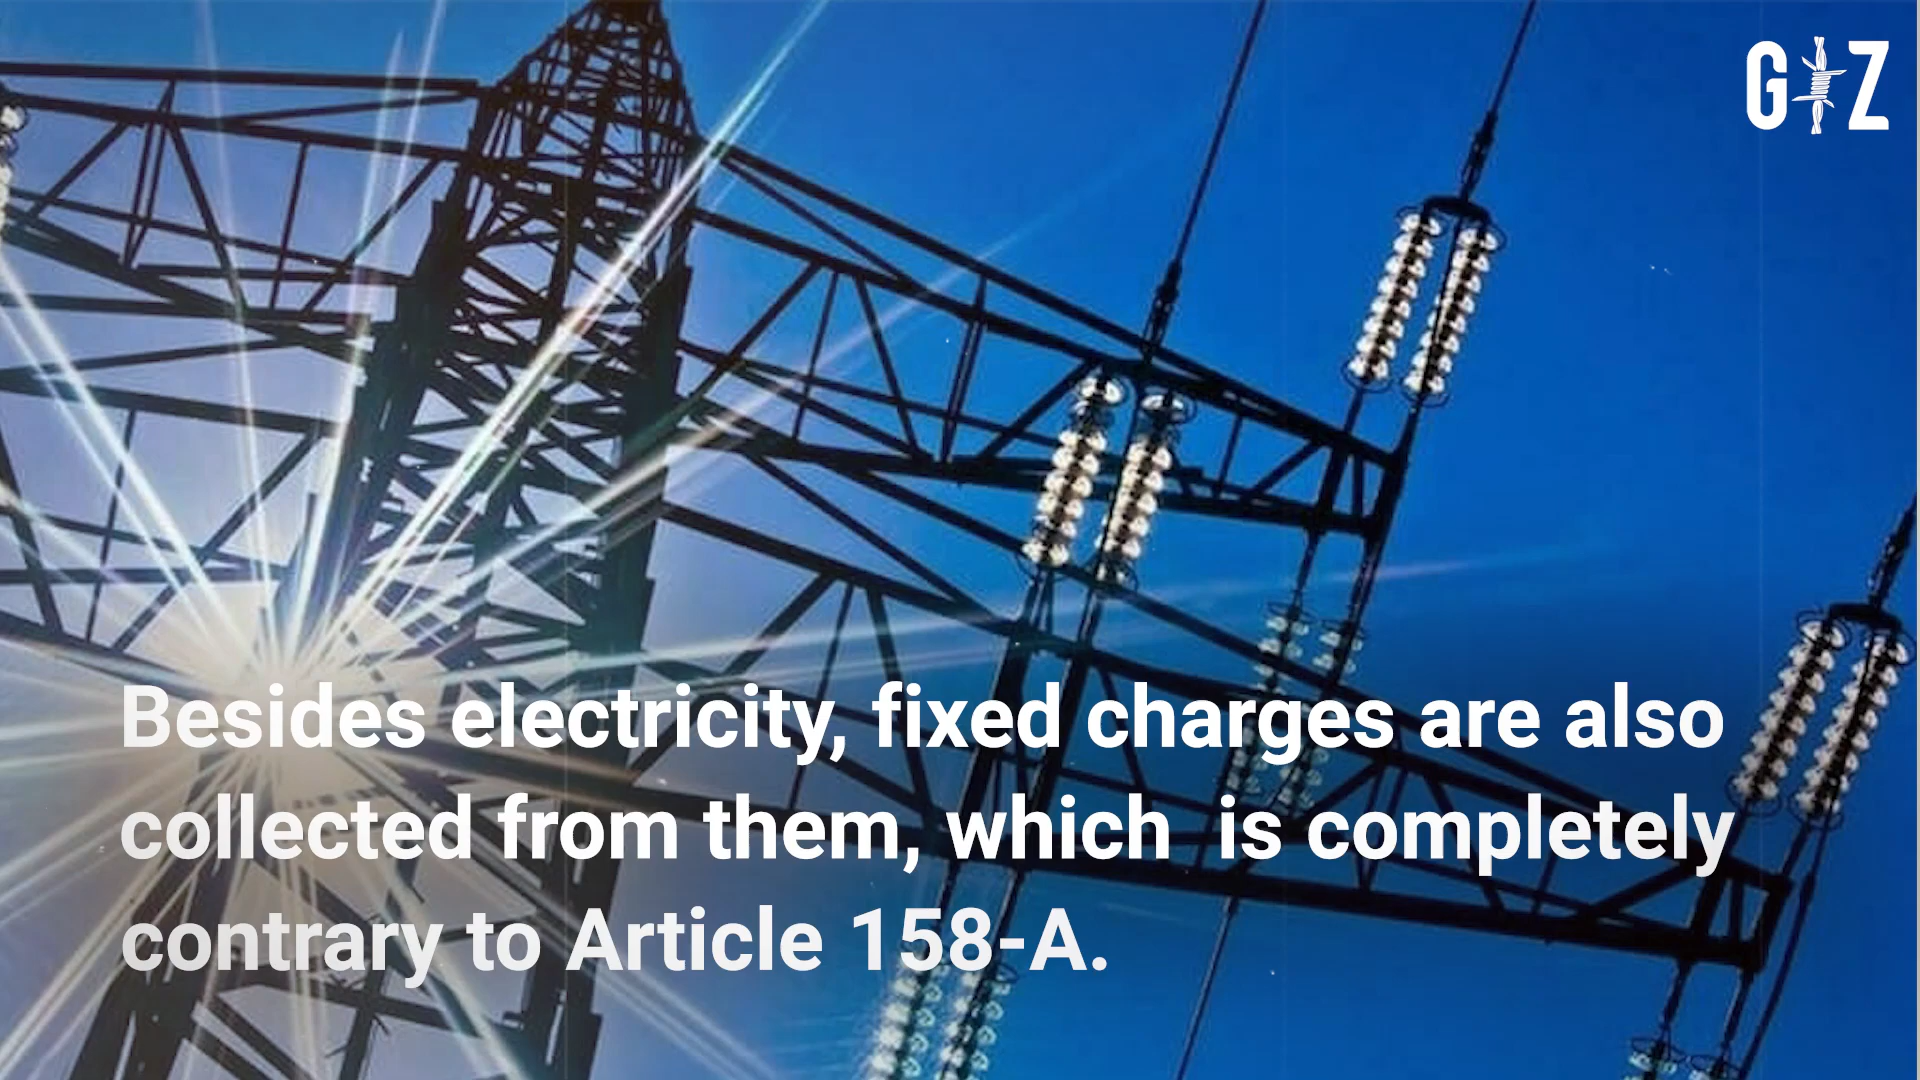 G Z
Besides electricity, fixed charges are also
collected from them, which  is completely
contrary to Article 158-A.